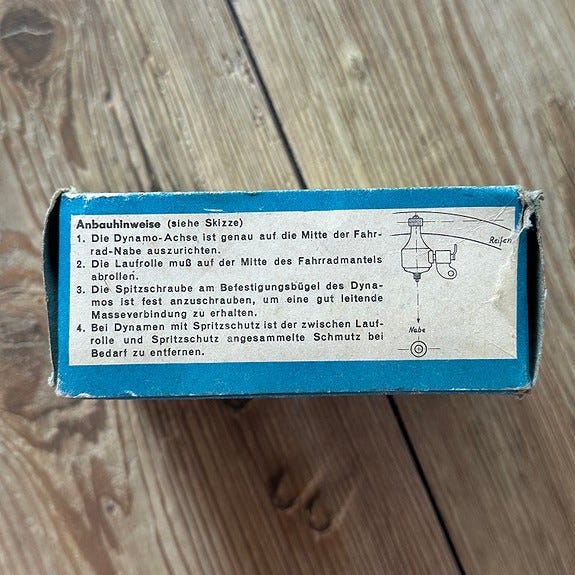 Anbauhinweise (siehe Skizze)
1. Die Dynamo-Achse ist genau auf die Mitte der Fahr-
rad-Nabe auszurichten.
2. Die Laufrolle muß auf der Mitte des Fahrradmantels
abrollen.
3. Die Spitzschraube am Befestigungsbügel des Dyna-
mos ist fest anzuschrauben, um eine gut leitende
Masseverbindung zu erhalten.
4. Bei Dynamen mit Spritzschutz ist der zwischen Lauf-
rolle und Spritzschutz angesammelte Schmutz bei
Bedarf zu entfernen.
Reifen
Nabe